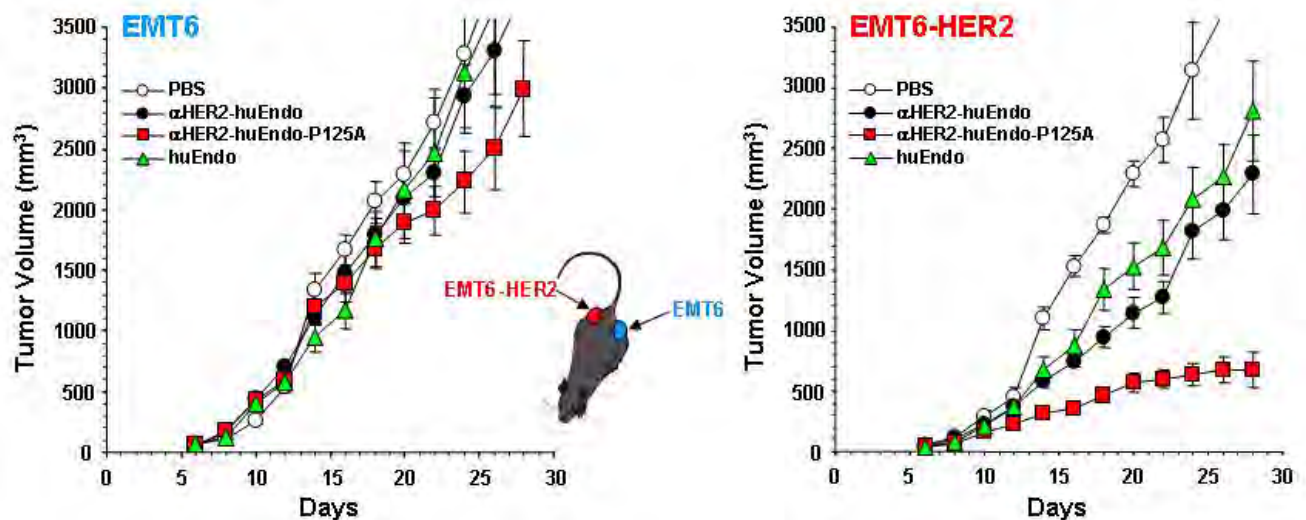 EMT6
PBS
αHER2-huEndo
αHER2-huEndo-P125A
huEndo
Tumor Volume (mm³)
3500
3000
2500
2000
1500
1000
500
0
0 5 10 15 20 25 30
Days
EMT6-HER2
EMT6
EMT6-HER2
PBS
αHER2-huEndo
αHER2-huEndo-P125A
huEndo
Tumor Volume (mm³)
3500
3000
2500
2000
1500
1000
500
0
0 5 10 15 20 25 30
Days